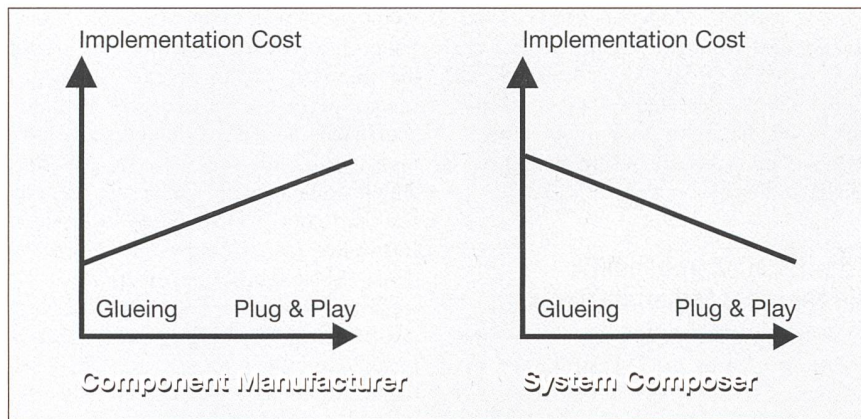 Implementation Cost
Glueing Plug & Play
Component Manufacturer
Implementation Cost
Glueing Plug & Play
System Composer